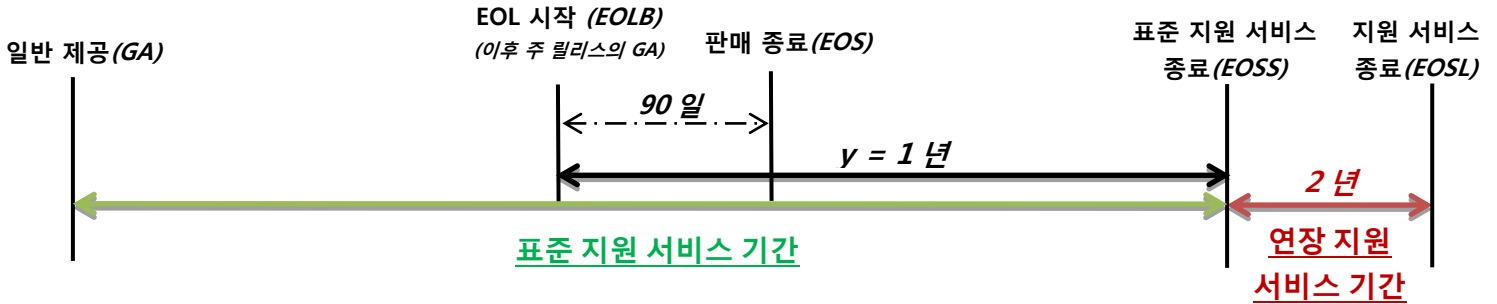 일반 제공(GA)
EOL 시작 (EOLB)
(이후 주 릴리스의 GA)
판매 종료(EOS)
표준 지원 서비스
종료(EOSS)
지원 서비스
종료(EOSL)
90 일
y = 1 년
2 년
표준 지원 서비스 기간
연장 지원
서비스 기간